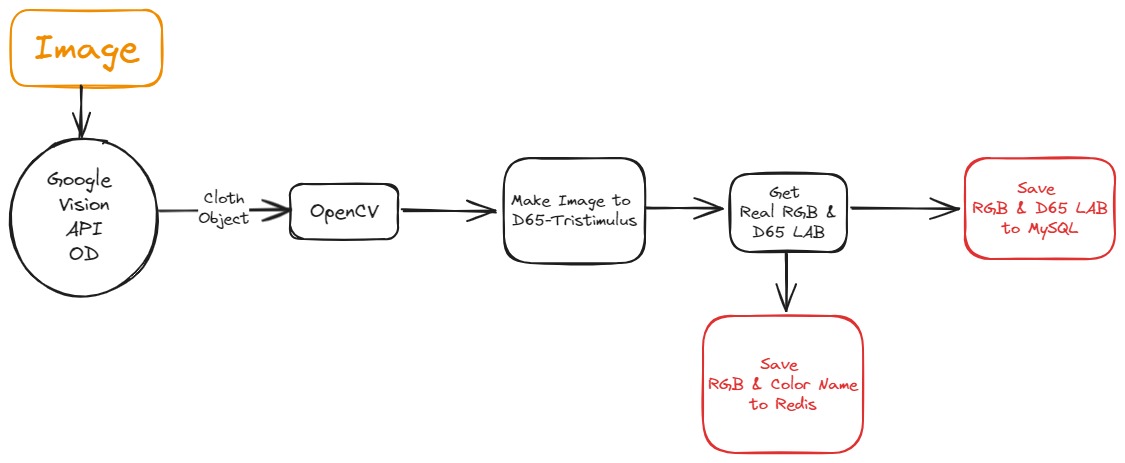 Image
Google
Vision
API
OD
Cloth
Object
OpenCV
Make Image to
D65-Tristimulus
Get
Real RGB &
D65 LAB
Save
RGB & D65 LAB
to MySQL
Save
RGB & Color Name
to Redis